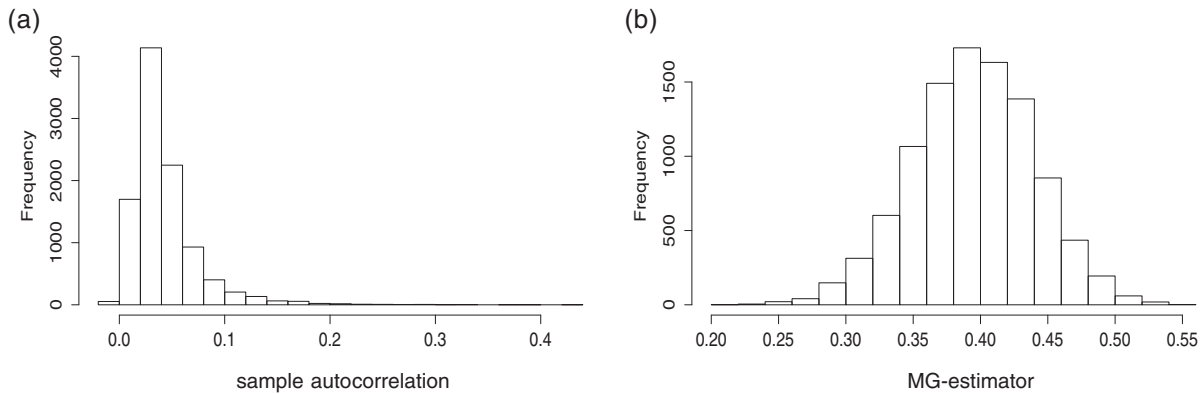 (a)
Frequency
0 1000 2000 3000 4000
0.0 0.1 0.2 0.3 0.4
sample autocorrelation
(b)
Frequency
0 500 1000 1500
0.20 0.25 0.30 0.35 0.40 0.45 0.50 0.55
MG-estimator